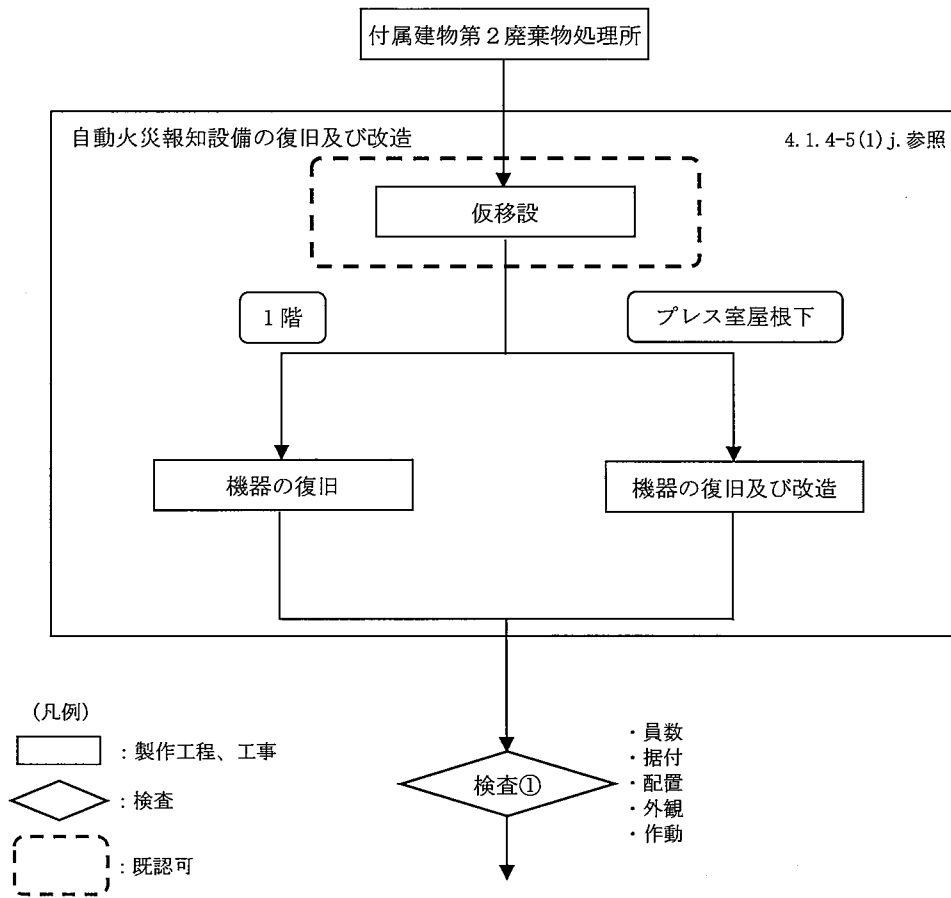 付属建物第2廃棄物処理所
自動火災報知設備の復旧及び改造
4.1.4-5(1)j.参照
仮移設
1階
プレス室屋根下
機器の復旧
機器の復旧及び改造
(凡例)
:製作工程、工事
:検査
:既認可
検査①
・員数
・据付
・配置
・外観
・作動